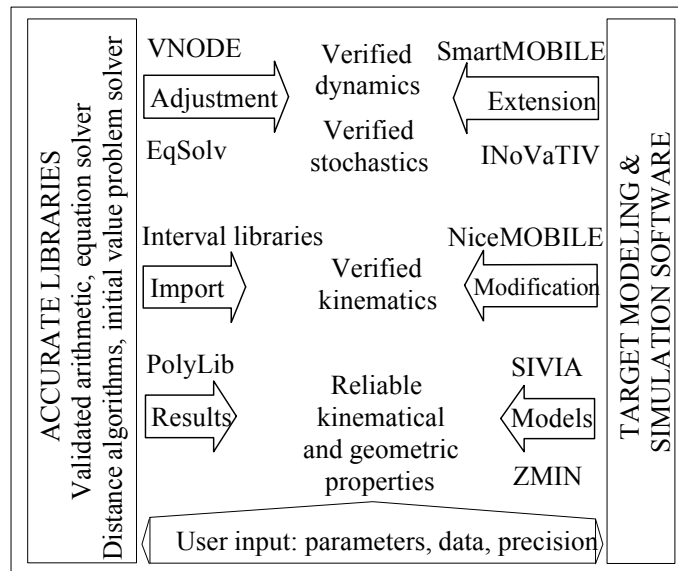 ACCURATE LIBRARIES
Validated arithmetic, equation solver
Distance algorithms, initial value problem solver
VNODE
Adjustment
EqSolv
Verified
dynamics
Verified
stochastics
SmartMOBILE
Extension
INoVaTIV
Interval libraries
Import
Verified
kinematics
NiceMOBILE
Modification
PolyLib
Results
Reliable
kinematical
and geometric
properties
SIVIA
Models
ZMIN
User input: parameters, data, precision
TARGET MODELING &
SIMULATION SOFTWARE